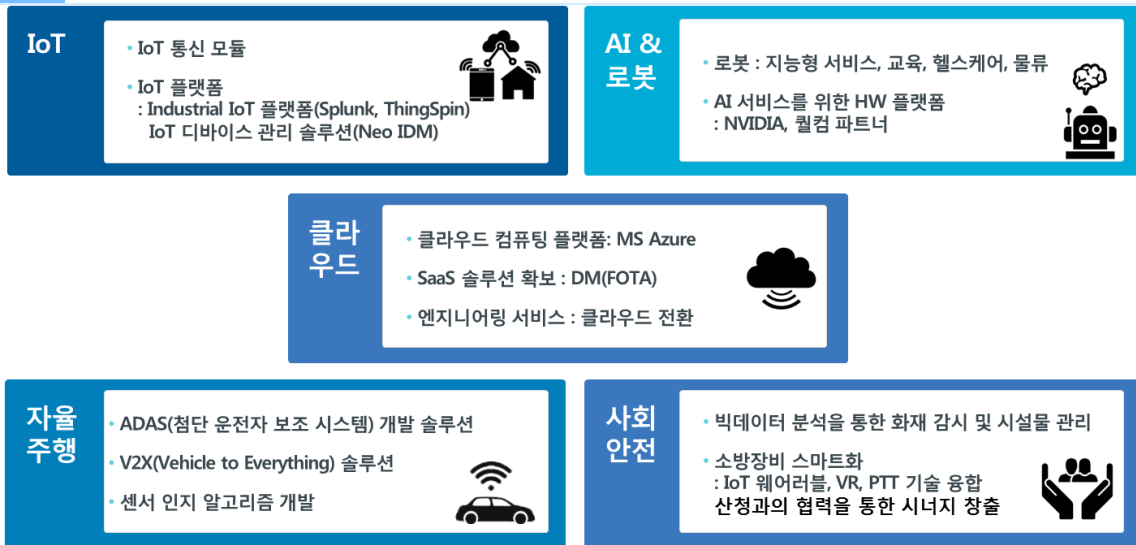 IoT
• IoT 통신 모듈
• IoT 플랫폼
: Industrial IoT 플랫폼(Splunk, ThingSpin)
IoT 디바이스 관리 솔루션(Neo IDM)
AI &
로봇
• 로봇 : 지능형 서비스, 교육, 헬스케어, 물류
• AI 서비스를 위한 HW 플랫폼
: NVIDIA, 퀄컴 파트너
클라
우드
• 클라우드 컴퓨팅 플랫폼: MS Azure
• SaaS 솔루션 확보 : DM(FOTA)
• 엔지니어링 서비스 : 클라우드 전환
자율
주행
• ADAS(첨단 운전자 보조 시스템) 개발 솔루션
• V2X(Vehicle to Everything) 솔루션
• 센서 인지 알고리즘 개발
사회
안전
• 빅데이터 분석을 통한 화재 감시 및 시설물 관리
• 소방장비 스마트화
: IoT 웨어러블, VR, PTT 기술 융합
산청과의 협력을 통한 시너지 창출